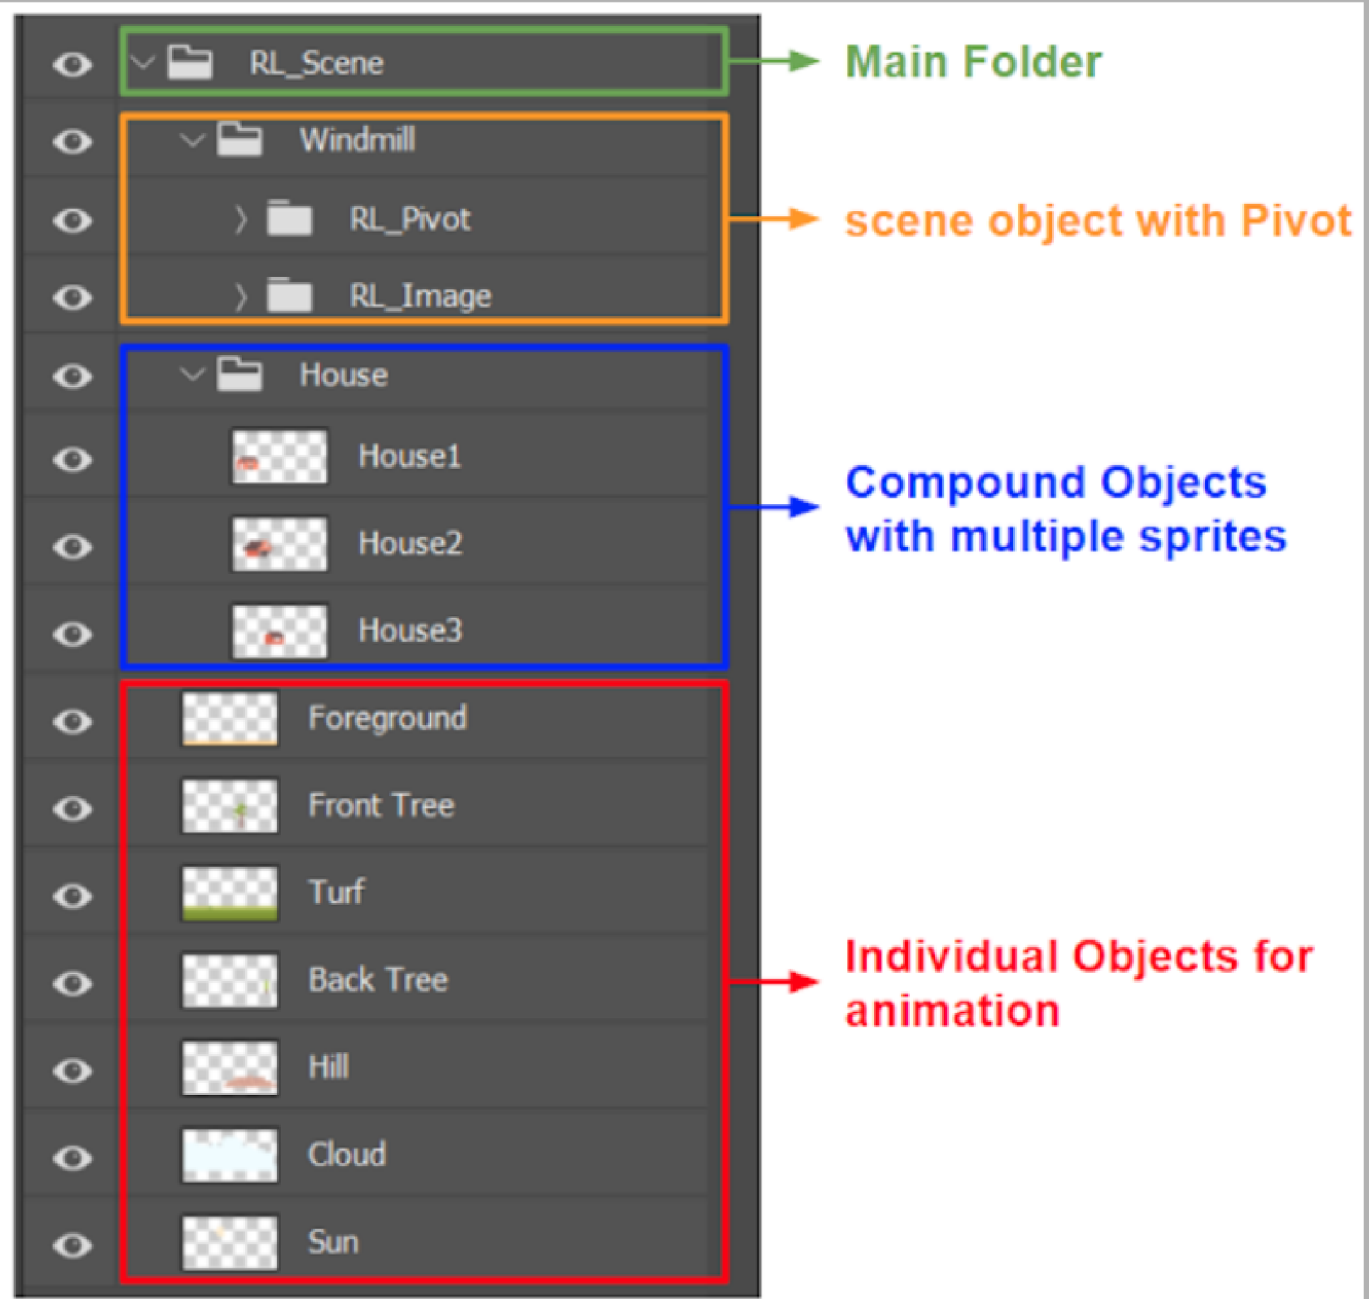 RL_Scene
Main Folder
Windmill
RL_Pivot
scene object with Pivot
RL_Image
House
House1
House2
House3
Compound Objects
with multiple sprites
Foreground
Front Tree
Turf
Back Tree
Hill
Cloud
Sun
Individual Objects for
animation